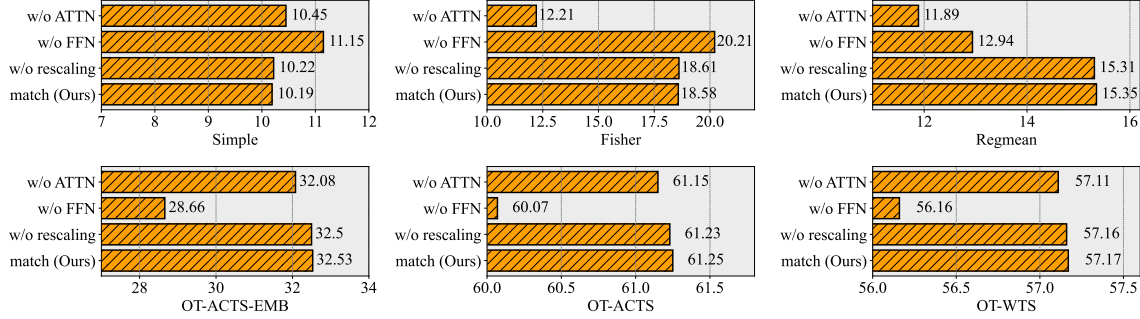 w/o ATTN 10.45
w/o FFN 11.15
w/o rescaling 10.22
match (Ours) 10.19
7 8 9 10 11 12
Simple
w/o ATTN 12.21
w/o FFN 20.21
w/o rescaling 18.61
match (Ours) 18.58
10.0 12.5 15.0 17.5 20.0
Fisher
w/o ATTN 11.89
w/o FFN 12.94
w/o rescaling 15.31
match (Ours) 15.35
12 14 16
Regmean
w/o ATTN 32.08
w/o FFN 28.66
w/o rescaling 32.5
match (Ours) 32.53
28 30 32 34
OT-ACTS-EMB
w/o ATTN 61.15
w/o FFN 60.07
w/o rescaling 61.23
match (Ours) 61.25
60.0 60.5 61.0 61.5
OT-ACTS
w/o ATTN 57.11
w/o FFN 56.16
w/o rescaling 57.16
match (Ours) 57.17
56.0 56.5 57.0 57.5
OT-WTS